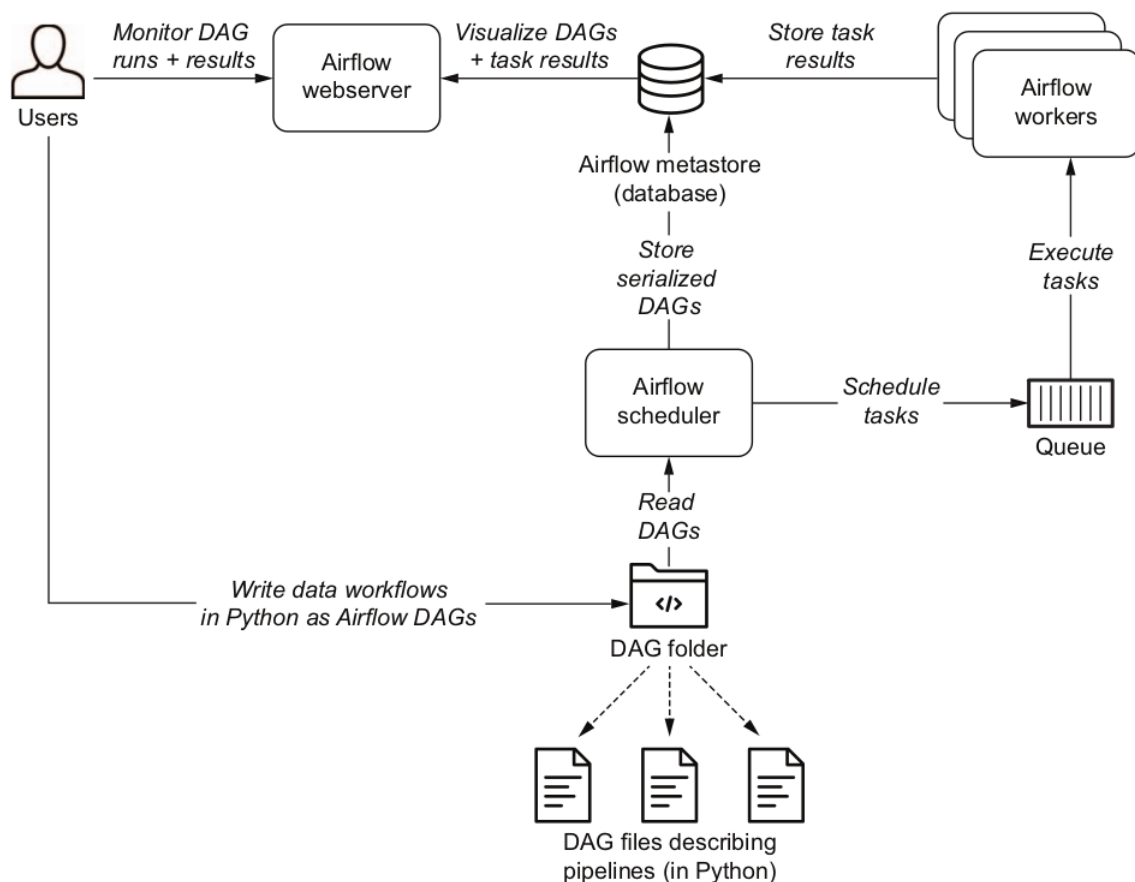 Monitor DAG
runs + results
Users
Airflow
webserver
Visualize DAGs
+ task results
Airflow metastore
(database)
Store task
results
Airflow
workers
Store
serialized
DAGs
Execute
tasks
Airflow
scheduler
Schedule
tasks
Queue
Read
DAGs
Write data workflows
in Python as Airflow DAGs
</>
DAG folder
DAG files describing
pipelines (in Python)